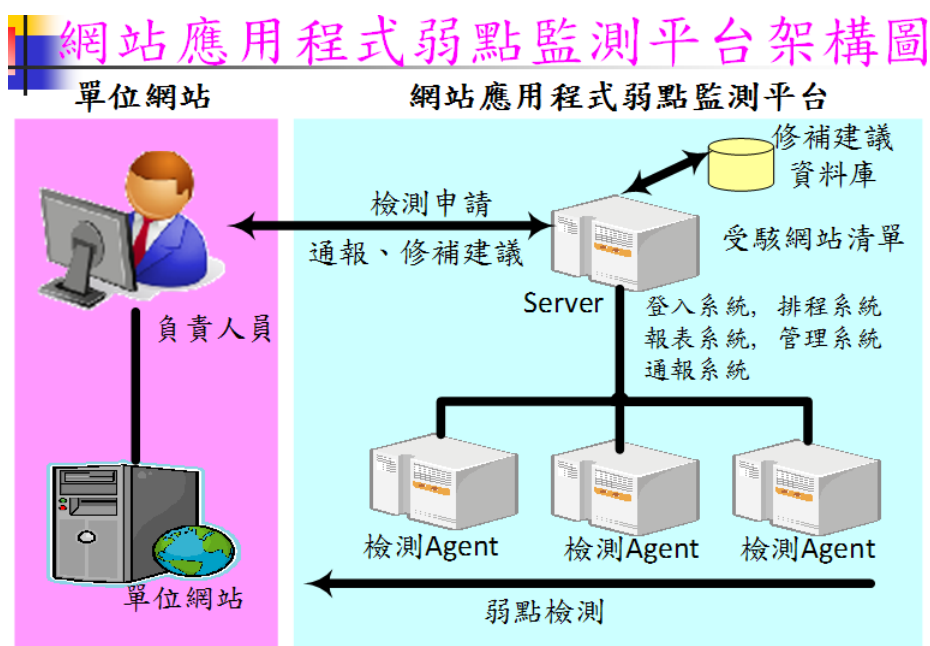 網站應用程式弱點監測平台架構圖
單位網站
網站應用程式弱點監測平台
修補建議
資料庫
檢測申請
通報、修補建議
受駭網站清單
Server
登入系統, 排程系統
報表系統, 管理系統
通報系統
負責人員
檢測Agent
檢測Agent
檢測Agent
單位網站
弱點檢測